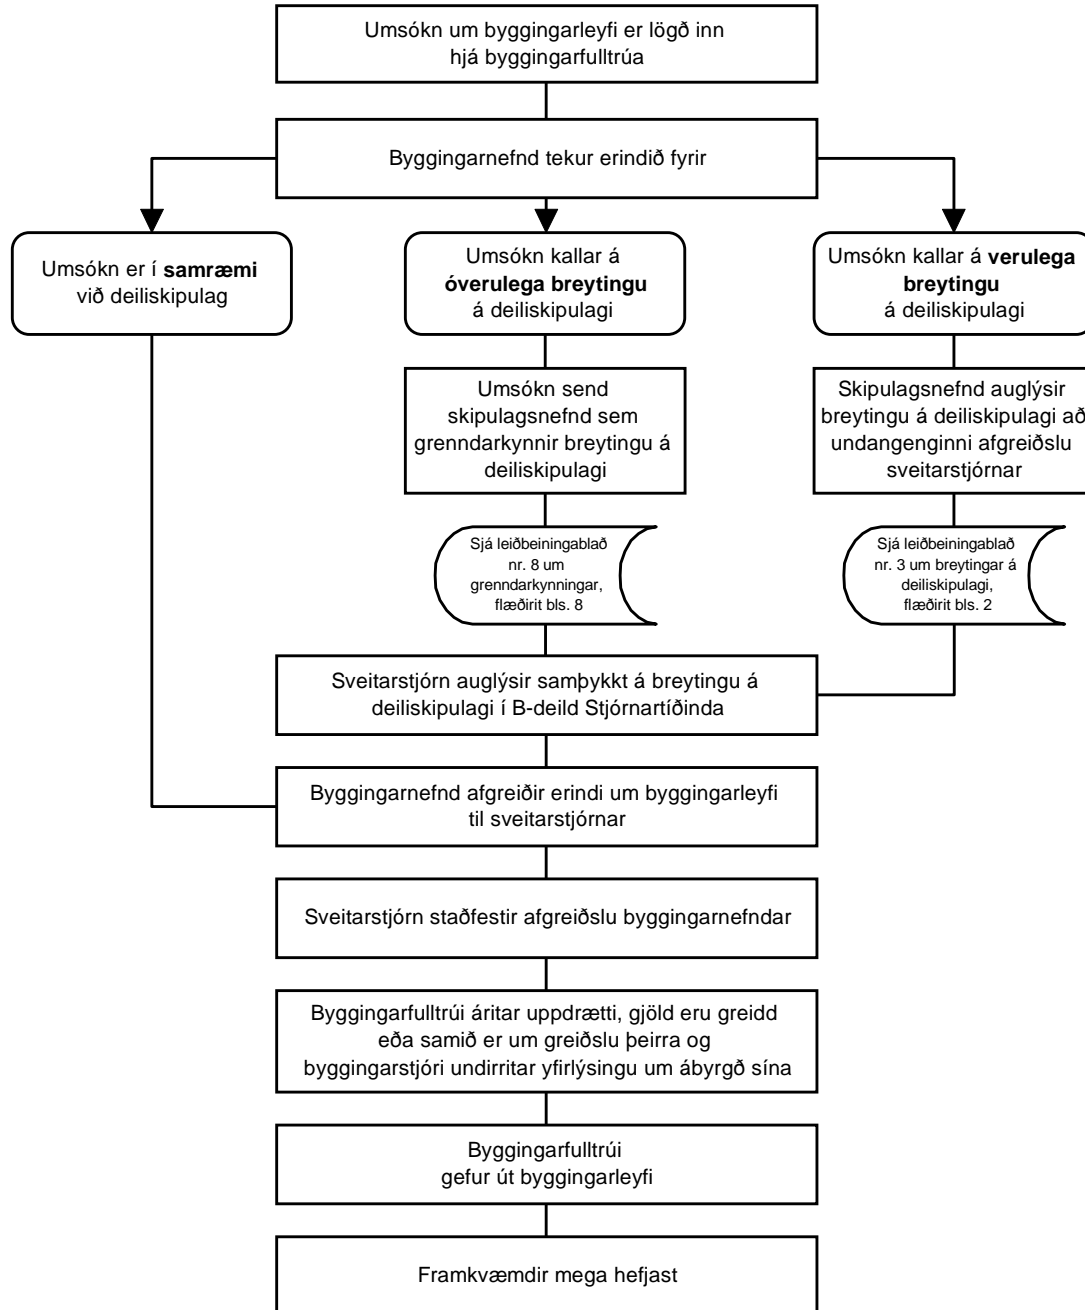 Umsókn um byggingarleyfi er lögð inn
hjá byggingarfulltrúa
Byggingarnefnd tekur erindið fyrir
Umsókn er í samræmi
við deiliskipulag
Umsókn kallar á
óverulega breytingu
á deiliskipulagi
Umsókn kallar á verulega
breytingu
á deiliskipulagi
Umsókn send
skipulagsnefnd sem
grenndarkynnir breytingu á
deiliskipulagi
Skipulagsnefnd auglýsir
breytingu á deiliskipulagi að
undangenginni afgreiðslu
sveitarstjórnar
Sjá leiðbeiningablað
nr. 8 um
grenndarkynningar,
flæðirit bls. 8
Sjá leiðbeiningablað
nr. 3 um breytingar á
deiliskipulagi,
flæðirit bls. 2
Sveitarstjórn auglýsir samþykkt á breytingu á
deiliskipulagi í B-deild Stjórnartíðinda
Byggingarnefnd afgreiðir erindi um byggingarleyfi
til sveitarstjórnar
Sveitarstjórn staðfestir afgreiðslu byggingarnefndar
Byggingarfulltrúi áritar uppdrætti, gjöld eru greidd
eða samið er um greiðslu þeirra og
byggingarstjóri undirritar yfirlýsingu um ábyrgð sína
Byggingarfulltrúi
gefur út byggingarleyfi
Framkvæmdir mega hefjast